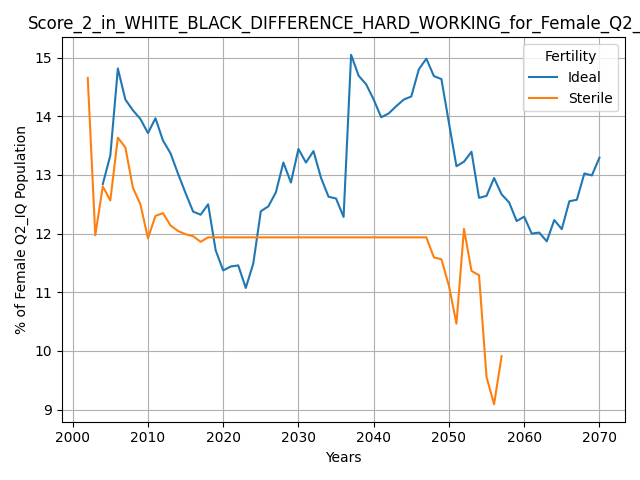 Score_2_in_WHITE_BLACK_DIFFERENCE_HARD_WORKING_for_Female_Q2_
Fertility
Ideal
Sterile
% of Female Q2_IQ Population
15
14
13
12
11
10
9
2000 2010 2020 2030 2040 2050 2060 2070
Years